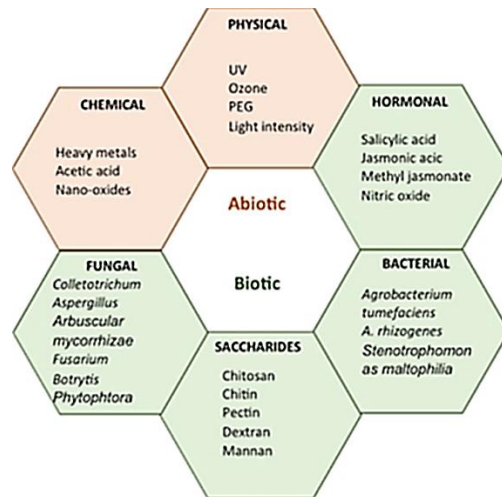 PHYSICAL
UV
Ozone
PEG
Light intensity
CHEMICAL
Heavy metals
Acetic acid
Nano-oxides
HORMONAL
Salicylic acid
Jasmonic acic
Methyl jasmonate
Nitric oxide
Abiotic
Biotic
FUNGAL
Colletotrichum
Aspergillus
Arbuscular
mycorrhizae
Fusarium
Botrytis
Phytophtora
BACTERIAL
Agrobacterium
tumefaciens
A. rhizogenes
Stenotrophomon
as maltophilia
SACCHARIDES
Chitosan
Chitin
Pectin
Dextran
Mannan